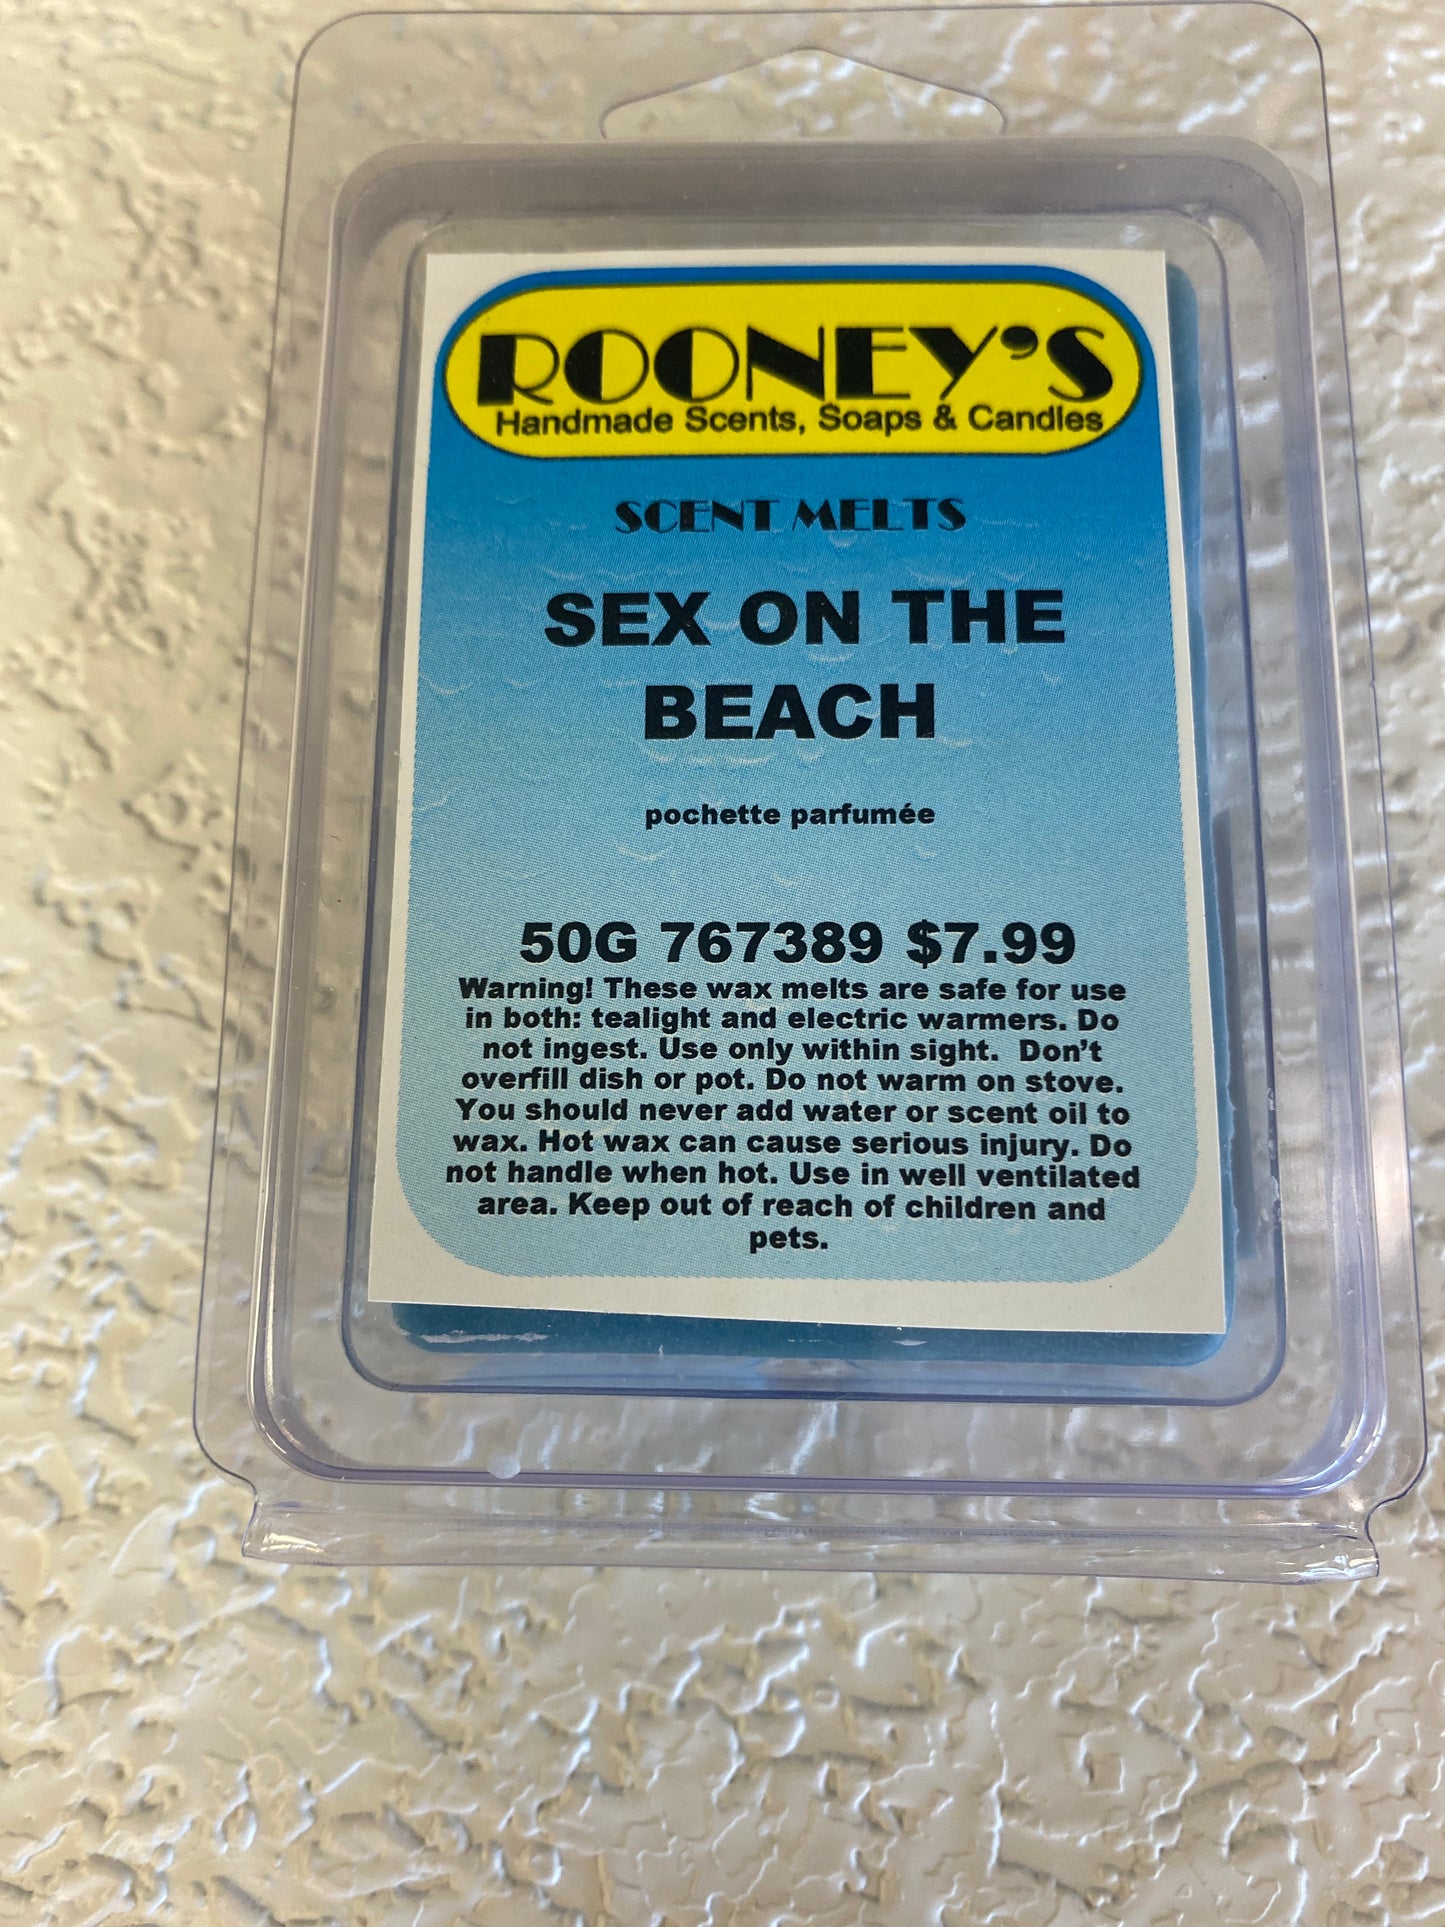 ROONEY'S
Handmade Scents, Soaps & Candles
SCENT MELTS
SEX ON THE
BEACH
pochette parfumée
50G 767389 $7.99
Warning! These wax melts are safe for use
in both: tealight and electric warmers. Do
not ingest. Use only within sight.  Don't
overfill dish or pot. Do not warm on stove.
You should never add water or scent oil to
wax. Hot wax can cause serious injury. Do
not handle when hot. Use in well ventilated
area. Keep out of reach of children and
pets.